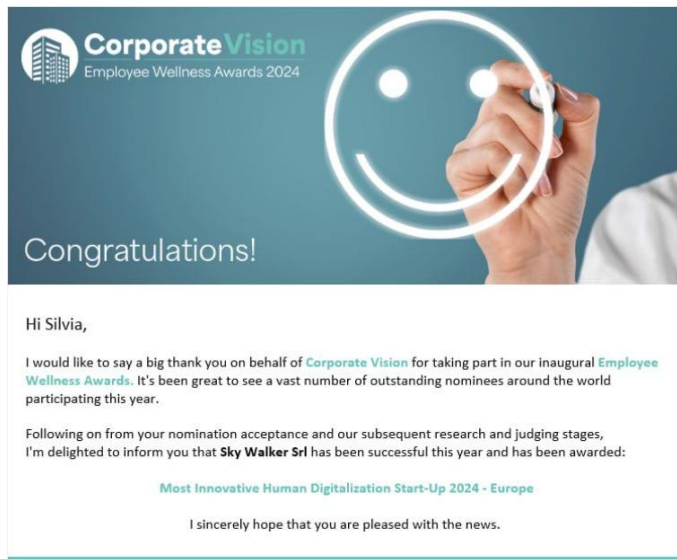 Corporate Vision
Employee Wellness Awards 2024
Congratulations!
Hi Silvia,
I would like to say a big thank you on behalf of Corporate Vision for taking part in our inaugural Employee
Wellness Awards. It's been great to see a vast number of outstanding nominees around the world
participating this year.
Following on from your nomination acceptance and our subsequent research and judging stages,
I'm delighted to inform you that Sky Walker Srl has been successful this year and has been awarded:
Most Innovative Human Digitalization Start-Up 2024 - Europe
I sincerely hope that you are pleased with the news.